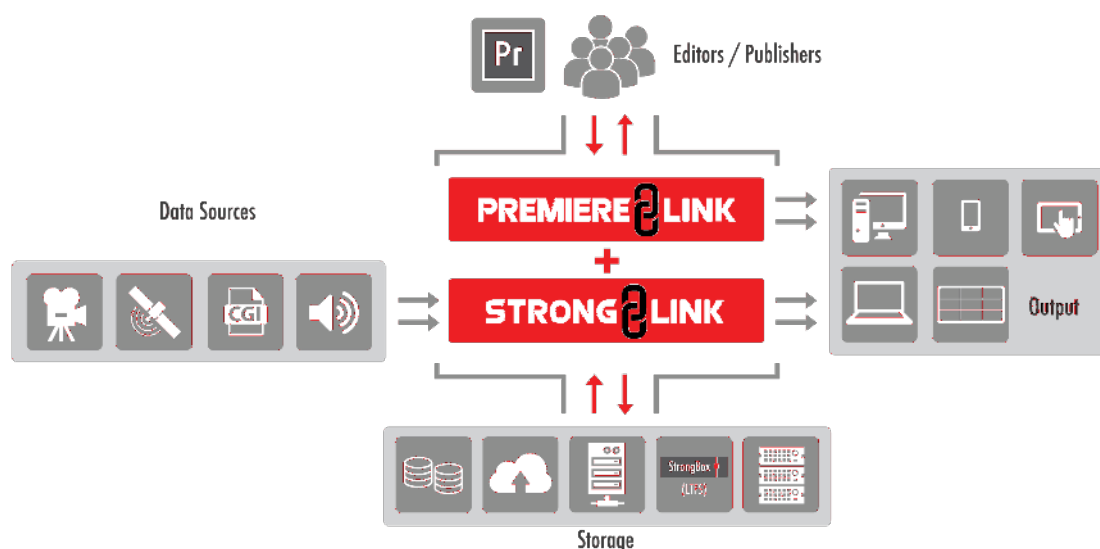 Pr
Editors / Publishers
PREMIERE LINK
Data Sources
+
CGI
STRONG LINK
Output
StrongBox
(LTFS)
Storage